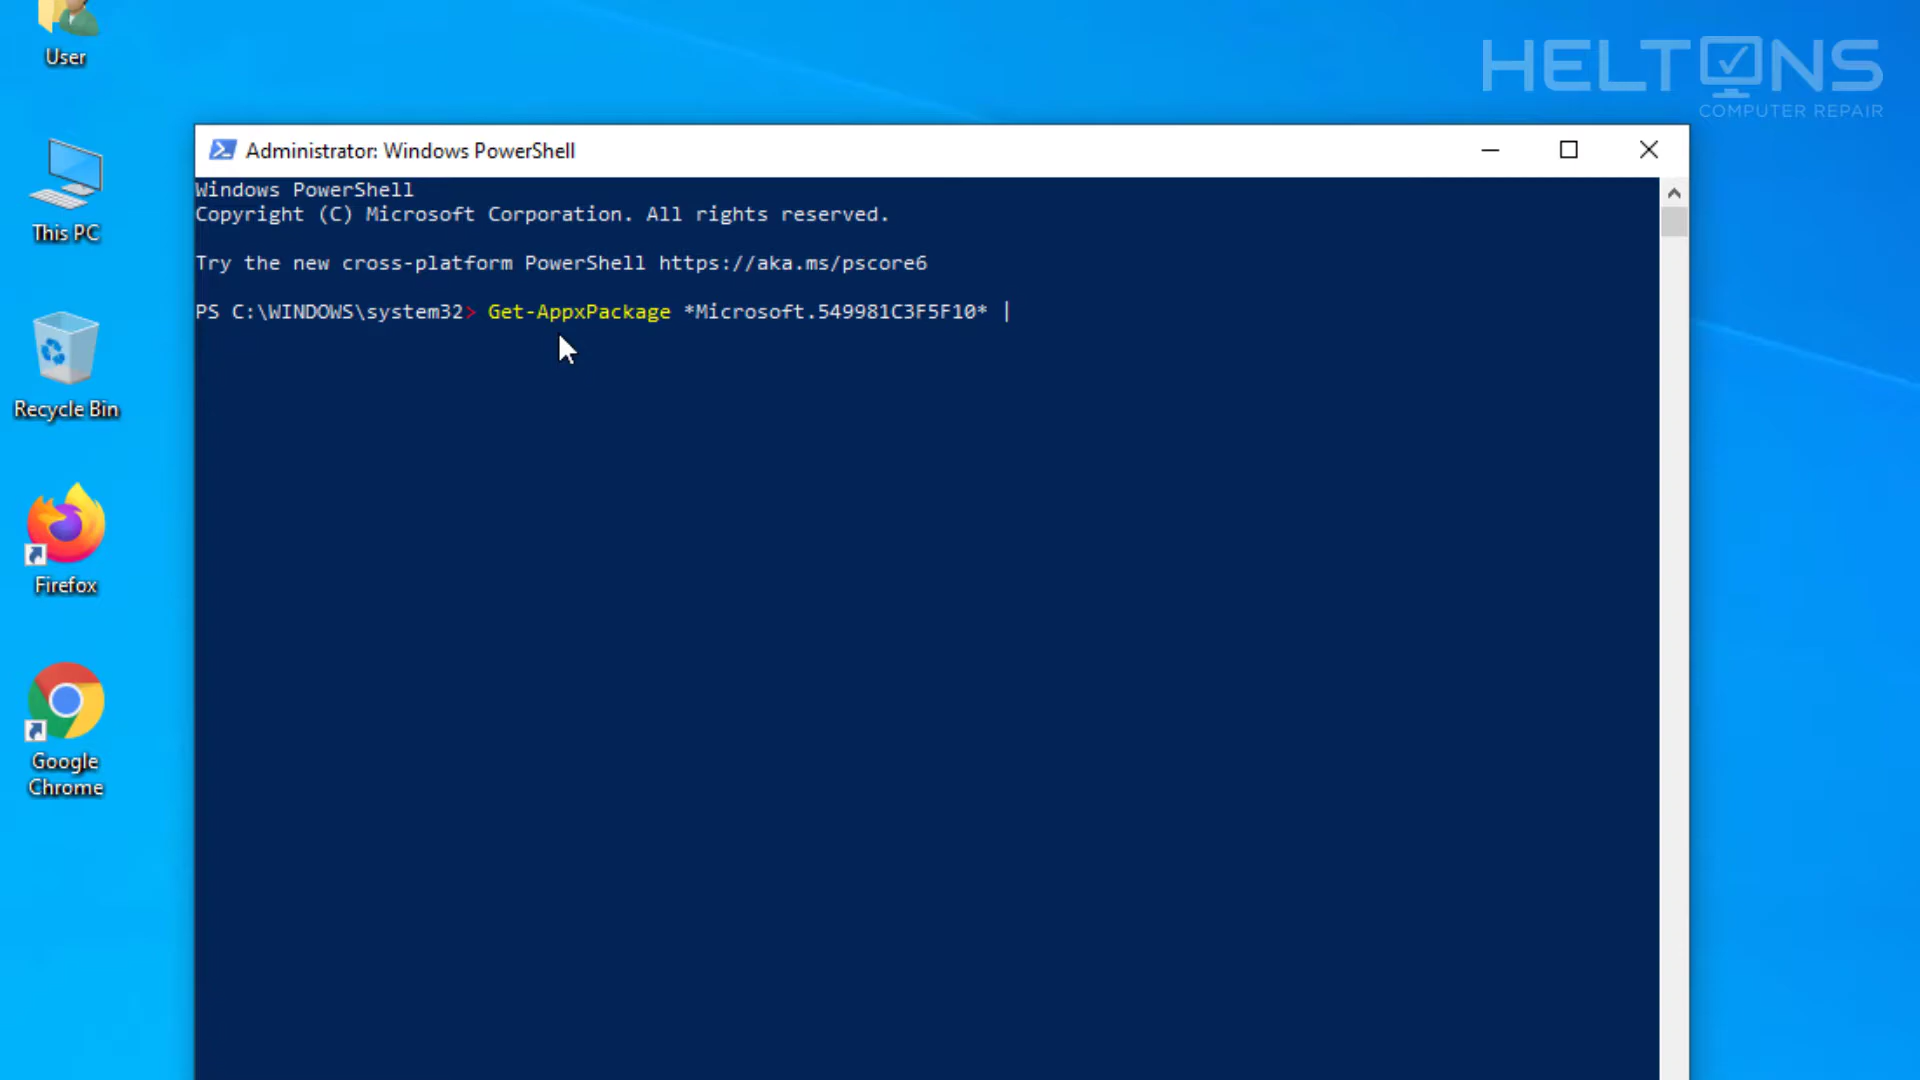 User
HELTONS
COMPUTER REPAIR
Administrator: Windows PowerShell
Windows PowerShell
Copyright (C) Microsoft Corporation. All rights reserved.
Try the new cross-platform PowerShell https://aka.ms/pscore6
PS C:\WINDOWS\system32> Get-AppxPackage *Microsoft.549981C3F5F10* |
This PC
Recycle Bin
Firefox
Google
Chrome